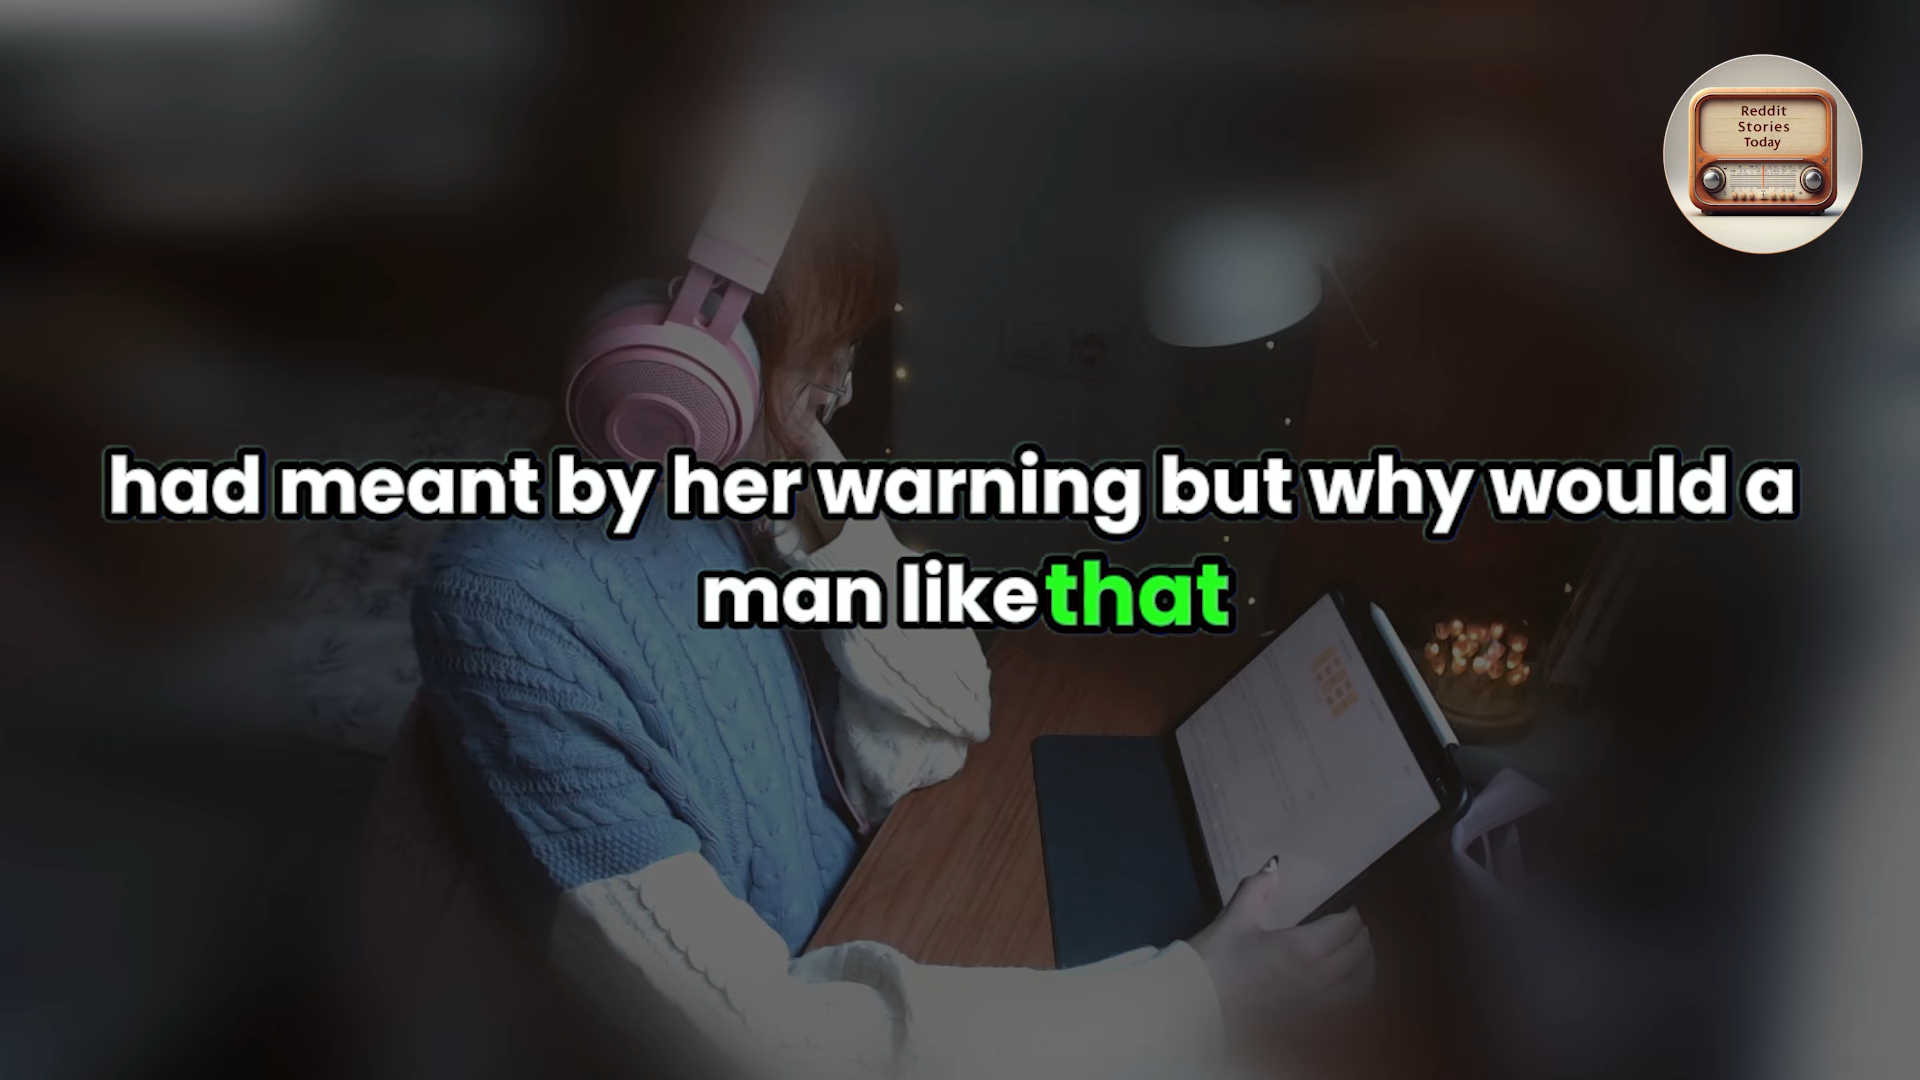 Reddit
Stories
Today
had meant by her warning but why would a
man like that